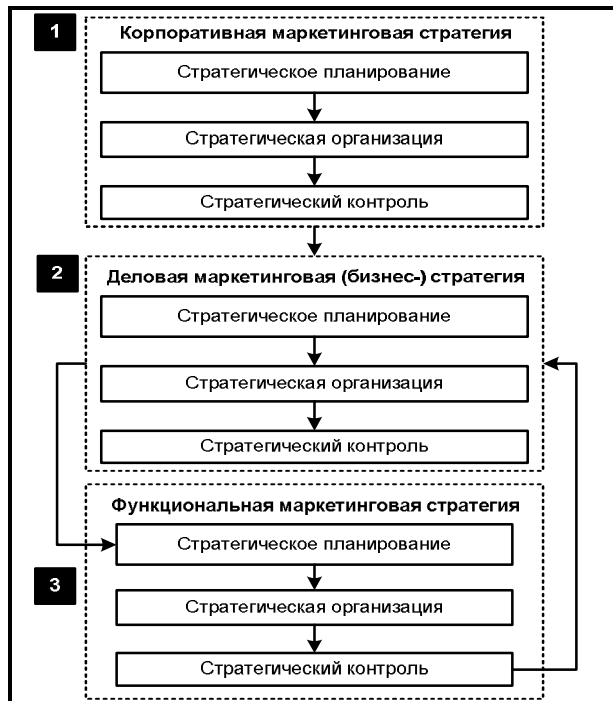 1
Корпоративная маркетинговая стратегия
Стратегическое планирование
Стратегическая организация
Стратегический контроль
2
Деловая маркетинговая (бизнес-) стратегия
Стратегическое планирование
Стратегическая организация
Стратегический контроль
Функциональная маркетинговая стратегия
Стратегическое планирование
3
Стратегическая организация
Стратегический контроль